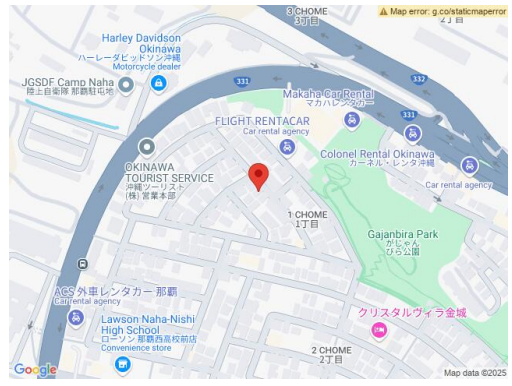 3 CHOME
3丁目
2丁目
Map error: g.co/staticmaperror
Harley Davidson
Okinawa
ハーレーダビッドソン沖縄
Motorcycle dealer
JGSDF Camp Naha
陸上自衛隊 那覇駐屯地
331
332
Makaha Car Rental
マカハレンタカー
331
FLIGHT RENTACAR
Car rental agency
Colonel Rental Okinawa
カーネル・レンタ沖縄
Car rental agency
OKINAWA
TOURIST SERVICE
沖縄ツーリスト
(株) 営業本部
1 CHOME
1丁目
Gajanbira Park
がじゃん
びら公園
331
ACS 外車レンタカー 那覇
Car rental agency
クリスタルヴィラ金城
Lawson Naha-Nishi
High School
ローソン 那覇西高校前店
Convenience store
2 CHOME
2丁目
Google
Map data ©2025